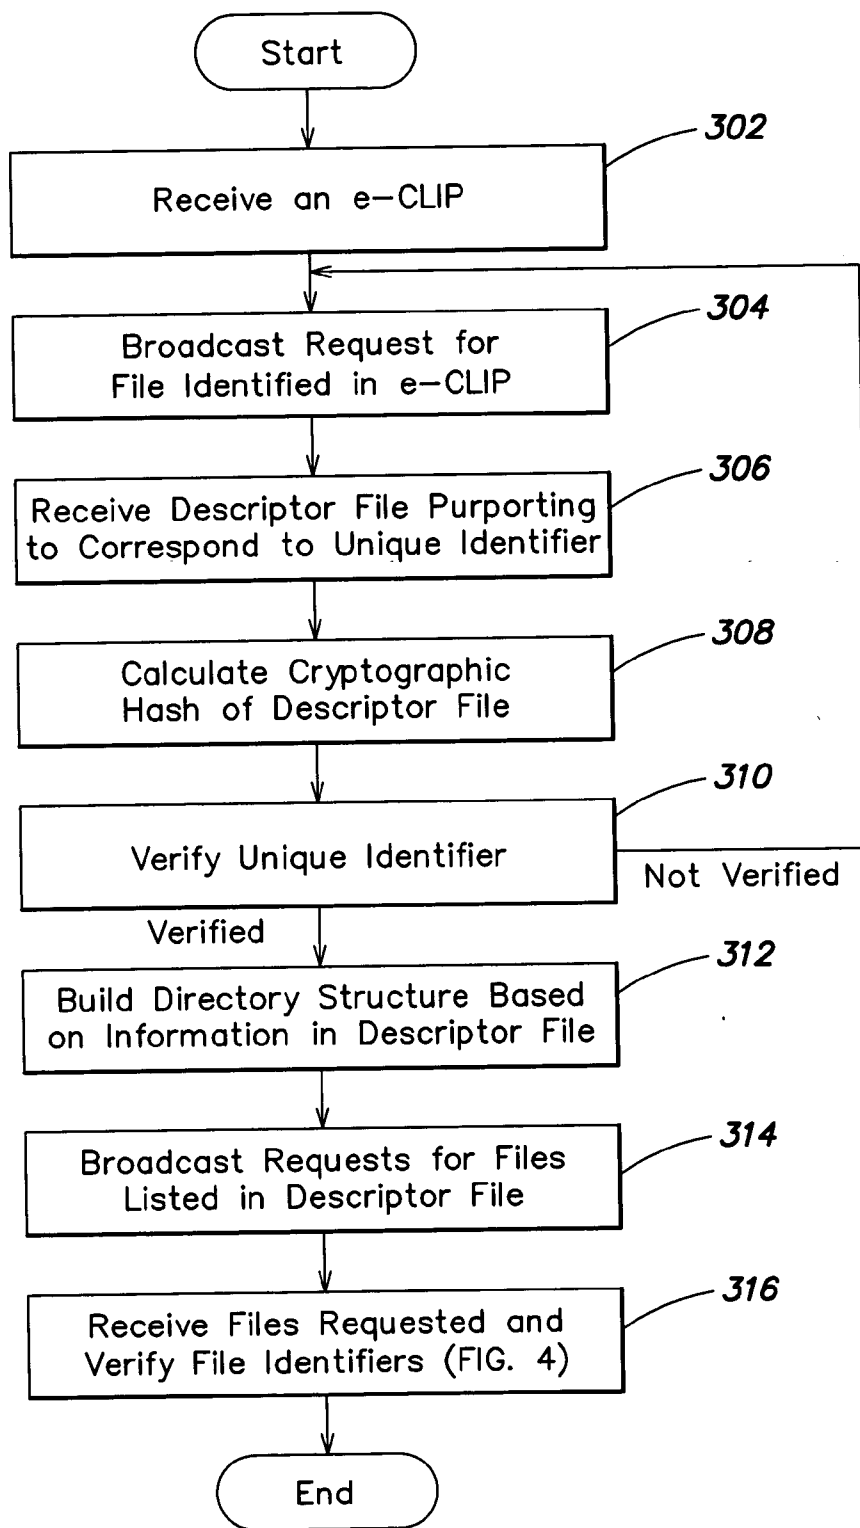 Start
302
Receive an e-CLIP
304
Broadcast Request for
File Identified in e-CLIP
306
Receive Descriptor File Purporting
to Correspond to Unique Identifier
308
Calculate Cryptographic
Hash of Descriptor File
310
Verify Unique Identifier
Not Verified
Verified
312
Build Directory Structure Based
on Information in Descriptor File
314
Broadcast Requests for Files
Listed in Descriptor File
316
Receive Files Requested and
Verify File Identifiers (FIG. 4)
End